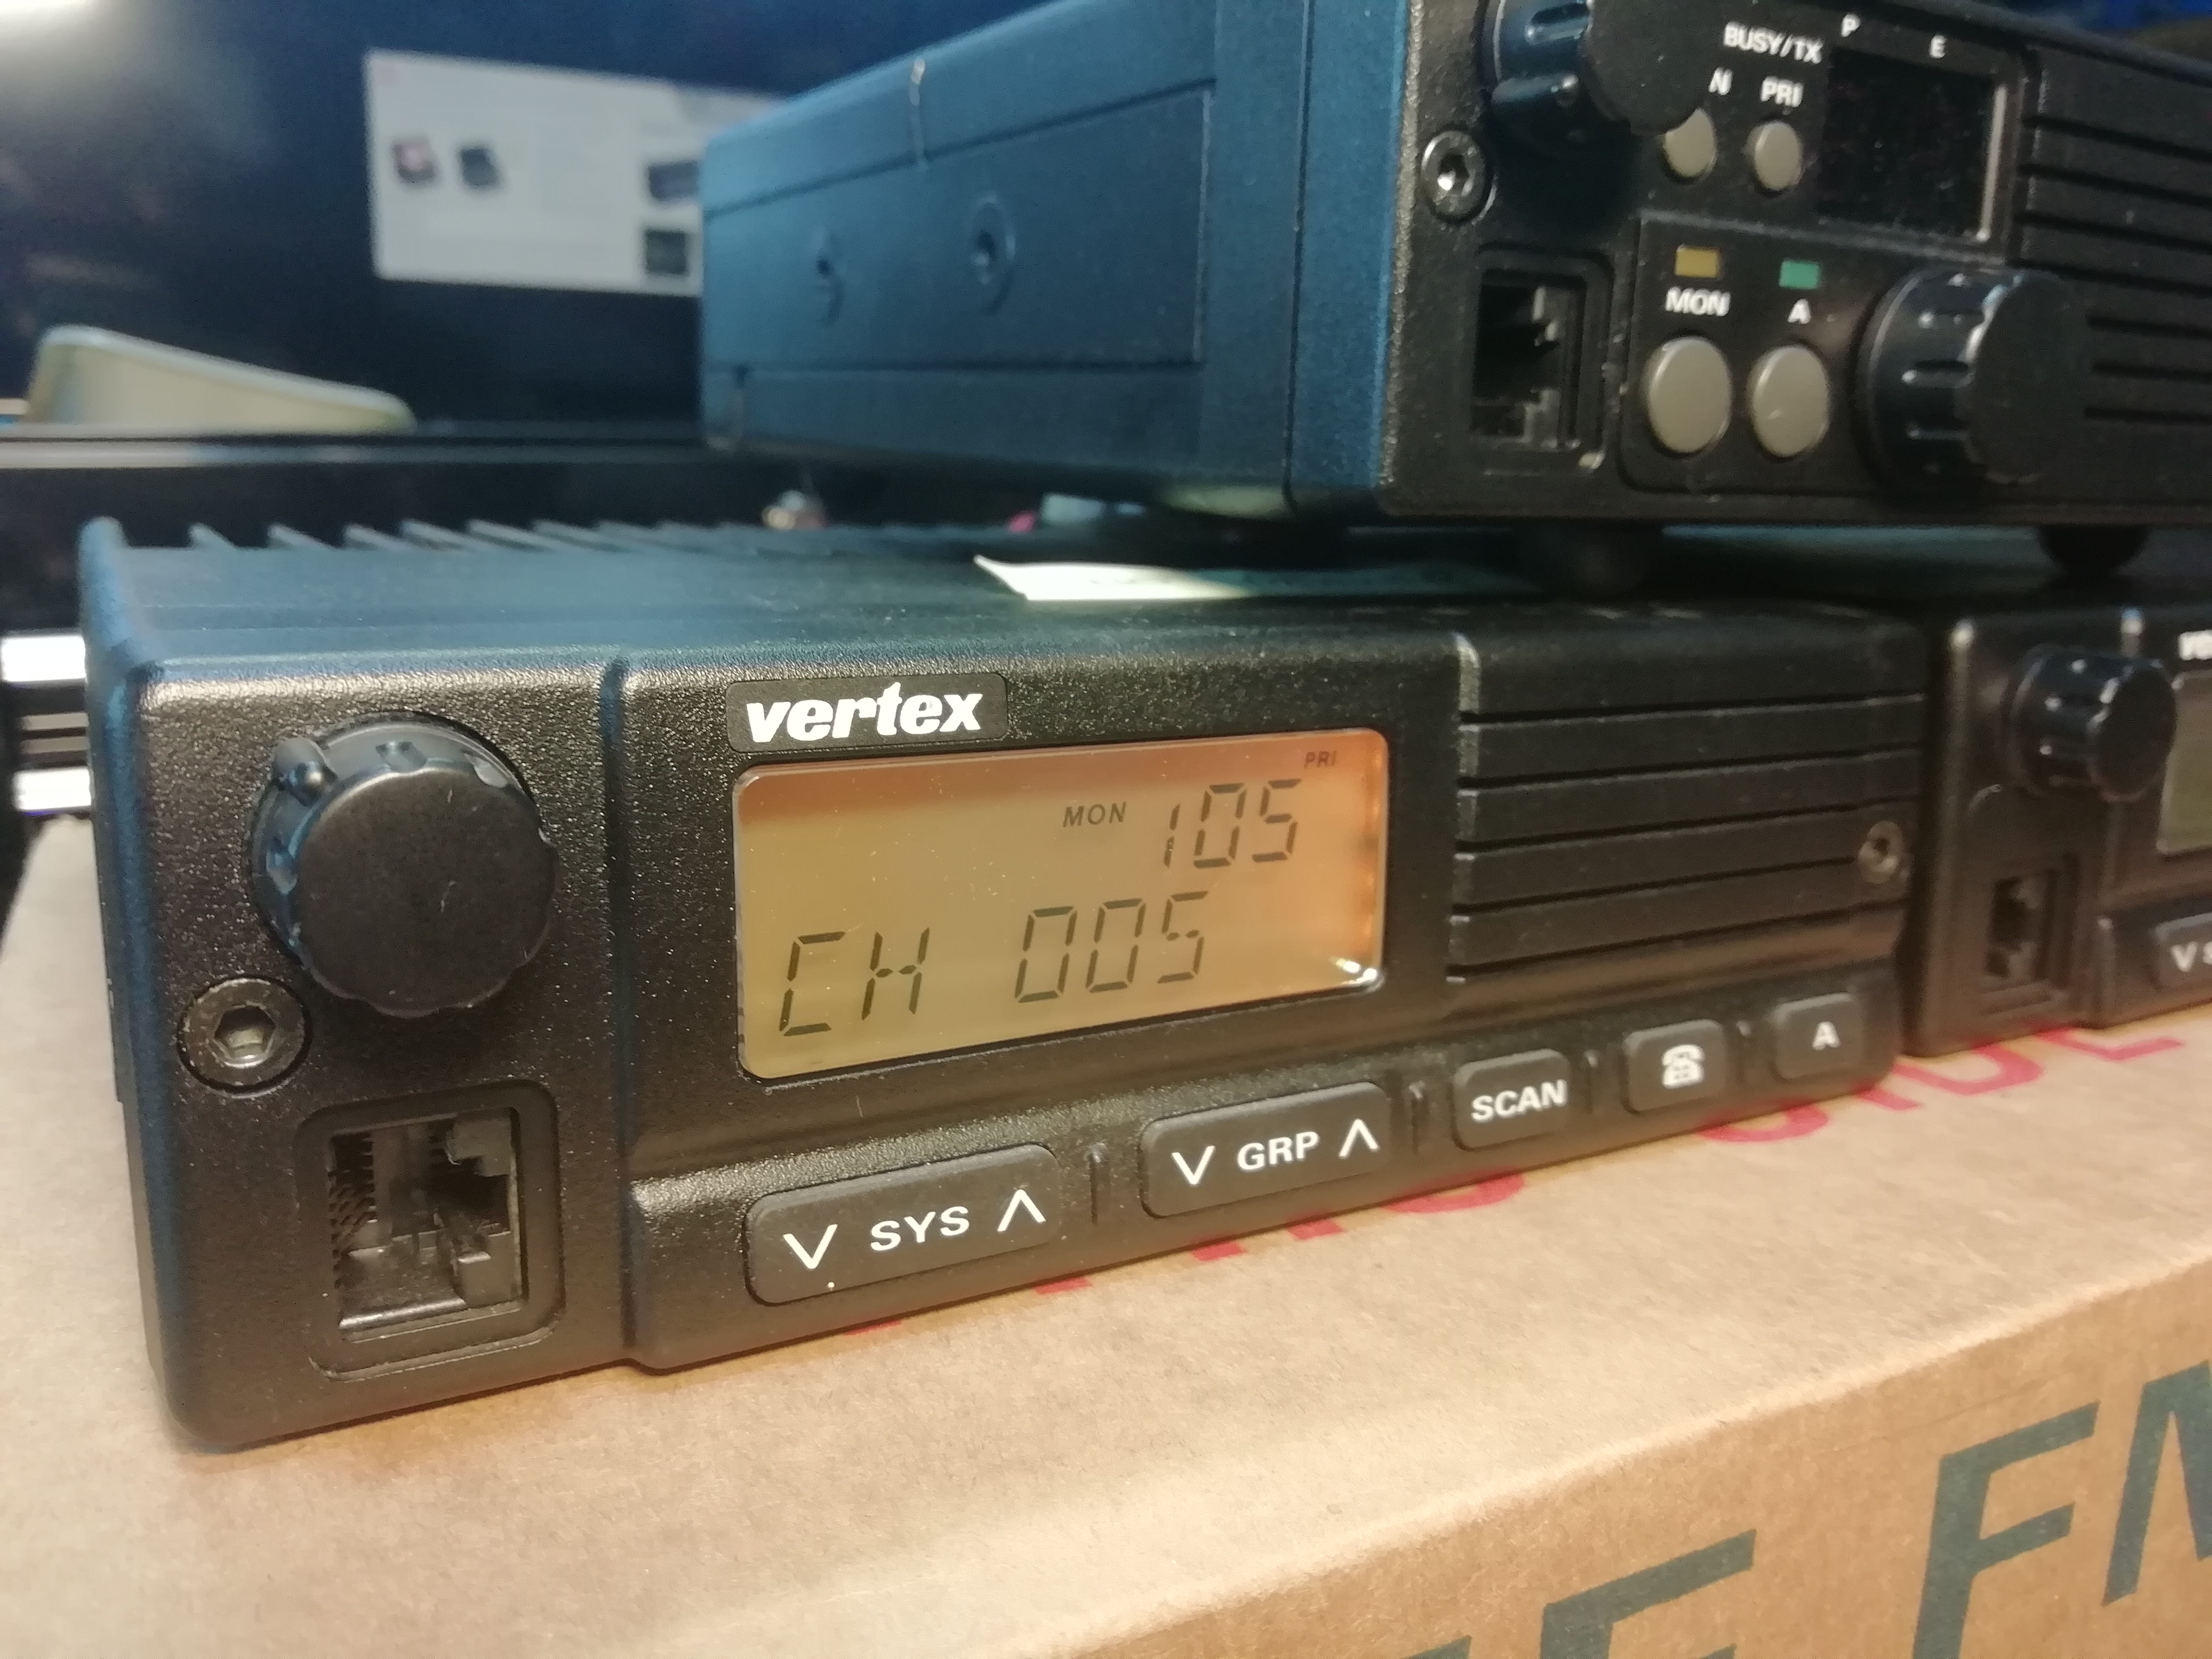 P E
BUSY/TX
N PRI
MON A
vertex
PRI
MON 105
CH 005
V SYS Λ
V GRP Λ
SCAN
A
V